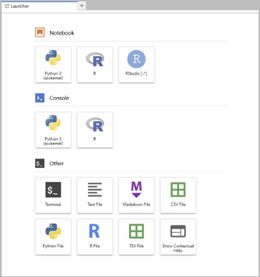 Launcher
+
Notebook
Python 3
(ipykernel)
R
RStudio [↗]
Console
Python 3
(ipykernel)
R
Other
$_
Terminal
Text File
M
Markdown File
CSV File
Python File
R
R File
TSV File
Show Contextual
Help